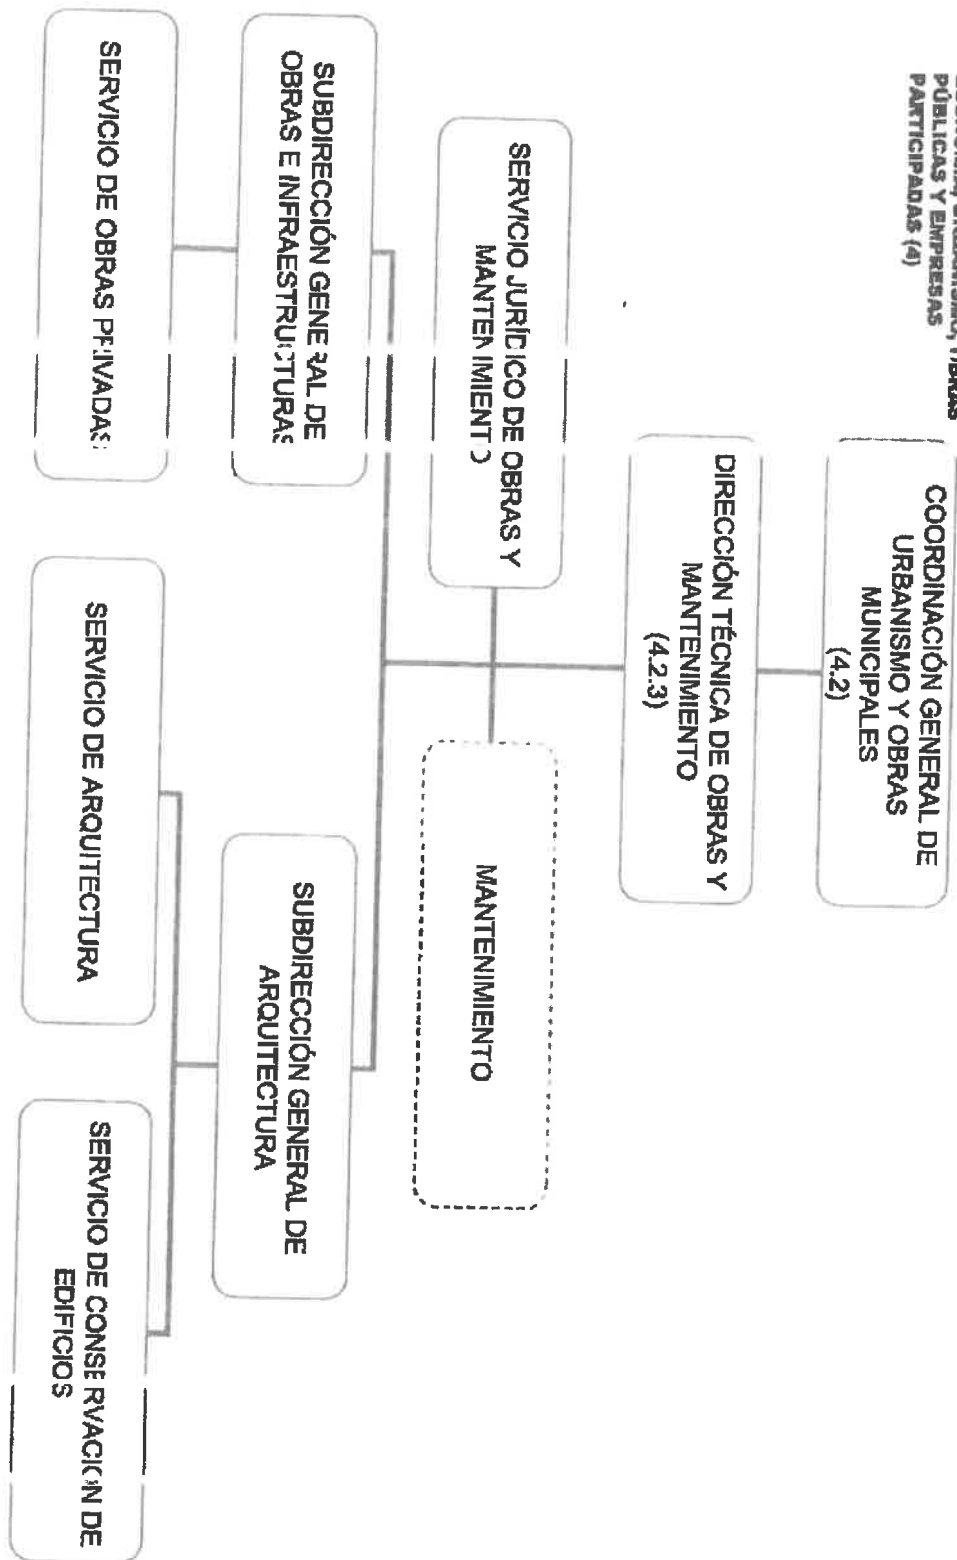 PÚBLICAS Y EMPRESAS
PARTICIPADAS (4)
COORDINACIÓN GENERAL DE
URBANISMO Y OBRAS
MUNICIPALES
(4.2)
DIRECCIÓN TÉCNICA DE OBRAS Y
MANTENIMIENTO
(4.2.3)
SERVICIO JURÍDICO DE OBRAS Y
MANTENIMIENTO
MANTENIMIENTO
SUBDIRECCIÓN GENERAL DE
OBRAS E INFRAESTRUCTURAS
SUBDIRECCIÓN GENERAL DE
ARQUITECTURA
SERVICIO DE OBRAS PRIVADAS
SERVICIO DE ARQUITECTURA
SERVICIO DE CONSERVACION DE
EDIFICIOS